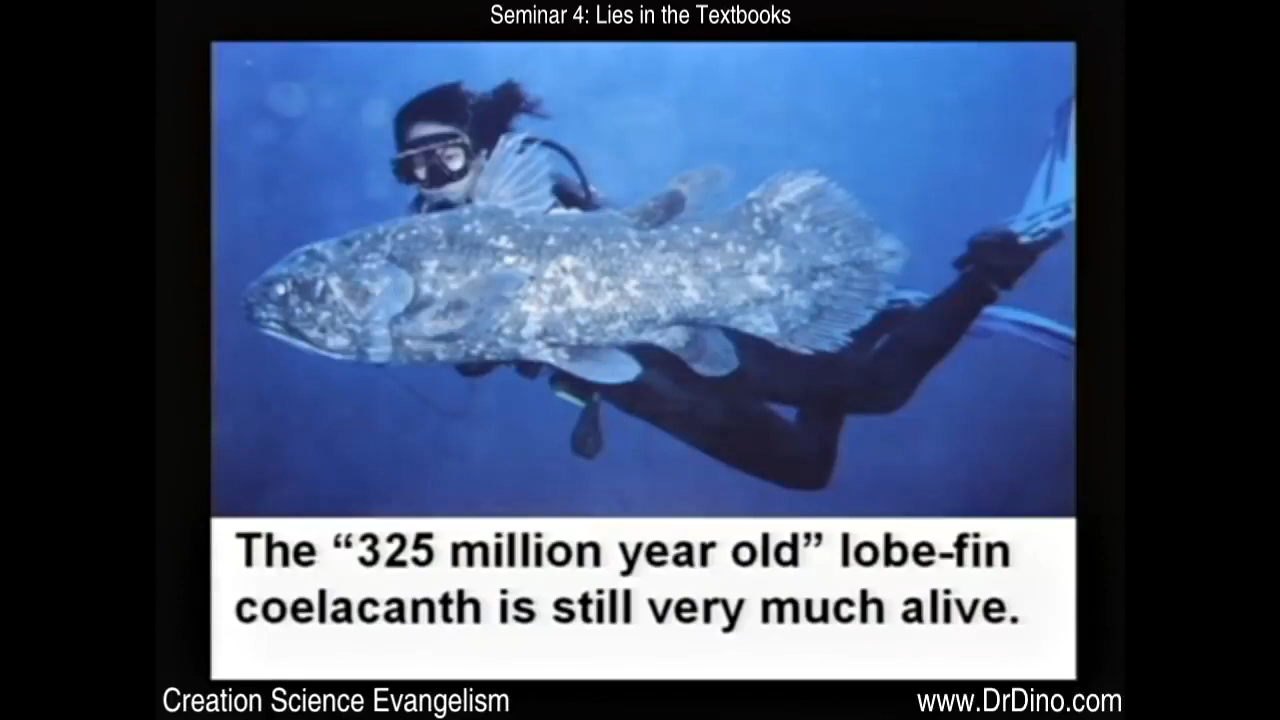 Seminar 4: Lies in the Textbooks
The “325 million year old” lobe-fin
coelacanth is still very much alive.
Creation Science Evangelism
www.DrDino.com